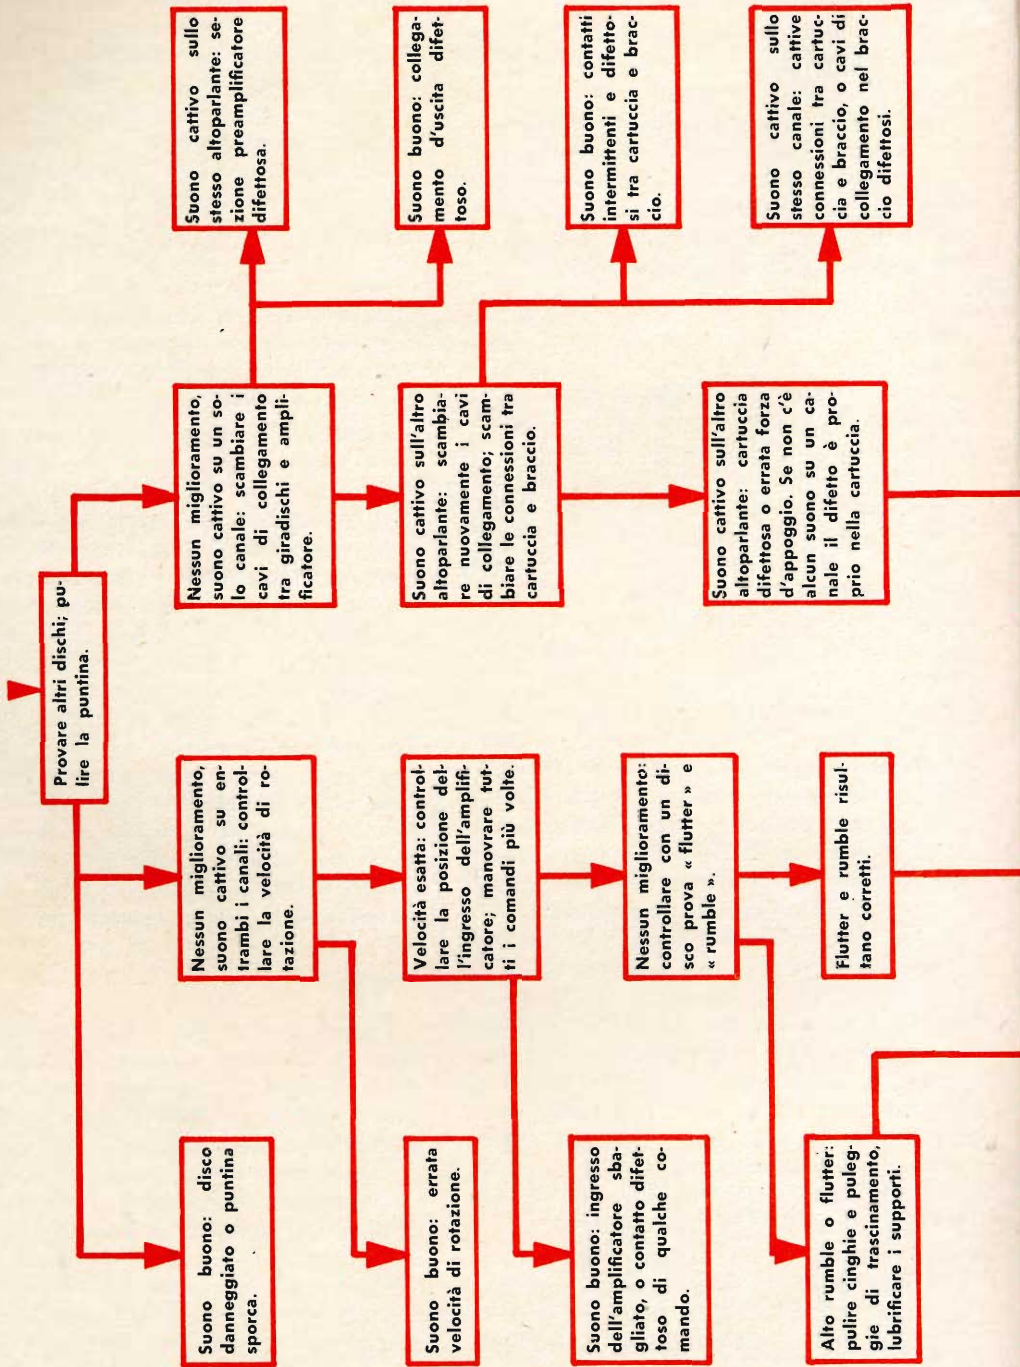 Provare altri dischi; pu-
lire la puntina.
Suono buono: disco
danneggiato o puntina
sporca.
Nessun miglioramento,
suono cattivo su en-
trambi i canali: control-
lare la velocità di ro-
tazione.
Nessun miglioramento,
suono cattivo su un so-
lo canale: scambiare i
cavi di collegamento
tra giradischi e ampli-
ficatore.
Suono cattivo sullo
stesso altoparlante: se-
zione preamplificatore
difettosa.
Suono buono: collega-
mento d'uscita difet-
toso.
Suono buono: errata
velocità di rotazione.
Velocità esatta: control-
lare la posizione del-
l'ingresso dell'amplifi-
catore; manovrare tut-
ti i comandi più volte.
Suono cattivo sull'altro
altoparlante: scambia-
re nuovamente i cavi
di collegamento; scam-
biare le connessioni tra
cartuccia e braccio.
Suono buono: contatti
intermittenti e difetto-
si tra cartuccia e brac-
cio.
Suono cattivo sullo
stesso canale: cattive
connessioni tra cartuc-
cia e braccio, o cavi di
collegamento nel brac-
cio difettosi.
Suono buono: ingresso
dell'amplificatore sba-
gliato, o contatto difet-
toso di qualche co-
mando.
Nessun miglioramento:
controllare con un di-
sco prova « flutter » e
« rumble ».
Suono cattivo sull'altro
altoparlante: cartuccia
difettosa o errata forza
d'appoggio. Se non c'è
alcun suono su un ca-
nale il difetto è pro-
prio nella cartuccia.
Alto rumble o flutter:
pulire cinghie e puleg-
gie di trascinamento,
lubrificare i supporti.
Flutter e rumble risul-
tano corretti.